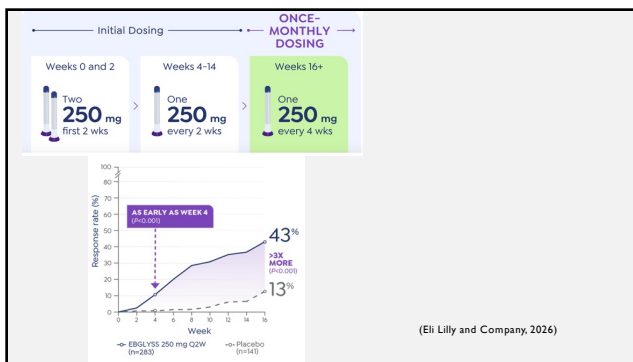 Initial Dosing
ONCE-
MONTHLY
DOSING
Weeks 0 and 2
Two
250 mg
first 2 wks
Weeks 4-14
One
250 mg
every 2 wks
Weeks 16+
One
250 mg
every 4 wks
Response rate (%)
100
80
70
60
50
40
30
20
10
0
AS EARLY AS WEEK 4
(P<0.001)
43%
>3X
MORE
(P<0.001)
13%
0 2 4 6 8 10 12 14 16
Week
EBGLYSS 250 mg Q2W
(n=283)
Placebo
(n=141)
(Eli Lilly and Company, 2026)